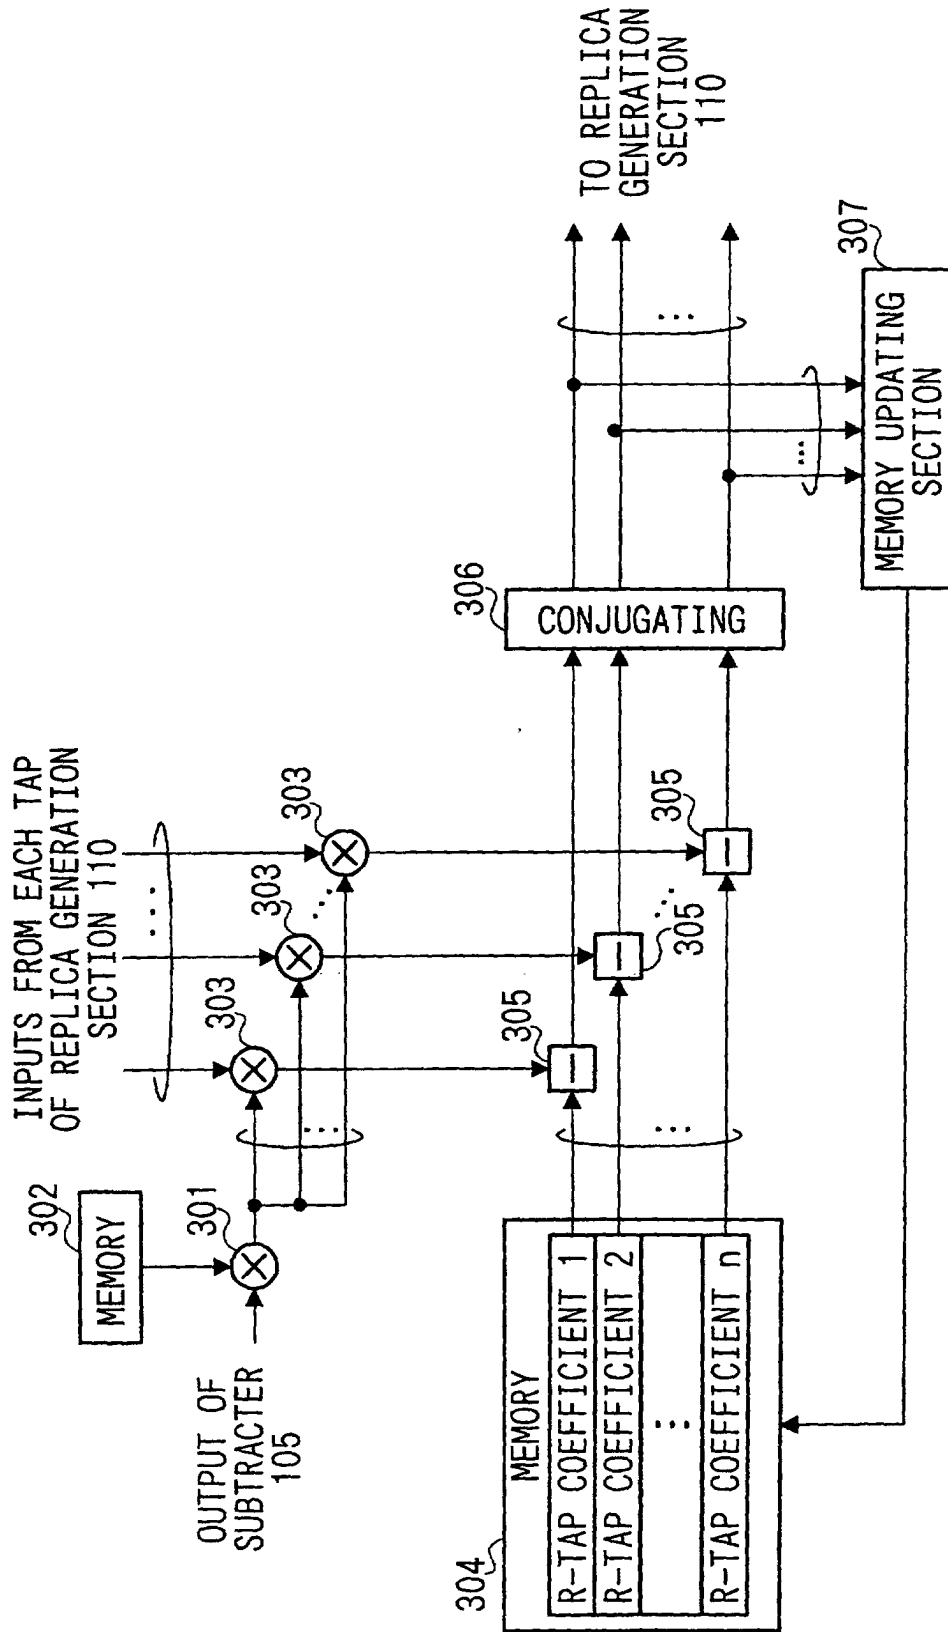 INPUTS FROM EACH TAP
OF REPLICA GENERATION
SECTION 110
302
MEMORY
301
303
303
303
OUTPUT OF
SUBTRACTER
105
304
MEMORY
R-TAP COEFFICIENT 1
R-TAP COEFFICIENT 2
R-TAP COEFFICIENT n
305
305
305
306
CONJUGATING
TO REPLICA
GENERATION
SECTION
110
307
MEMORY UPDATING
SECTION